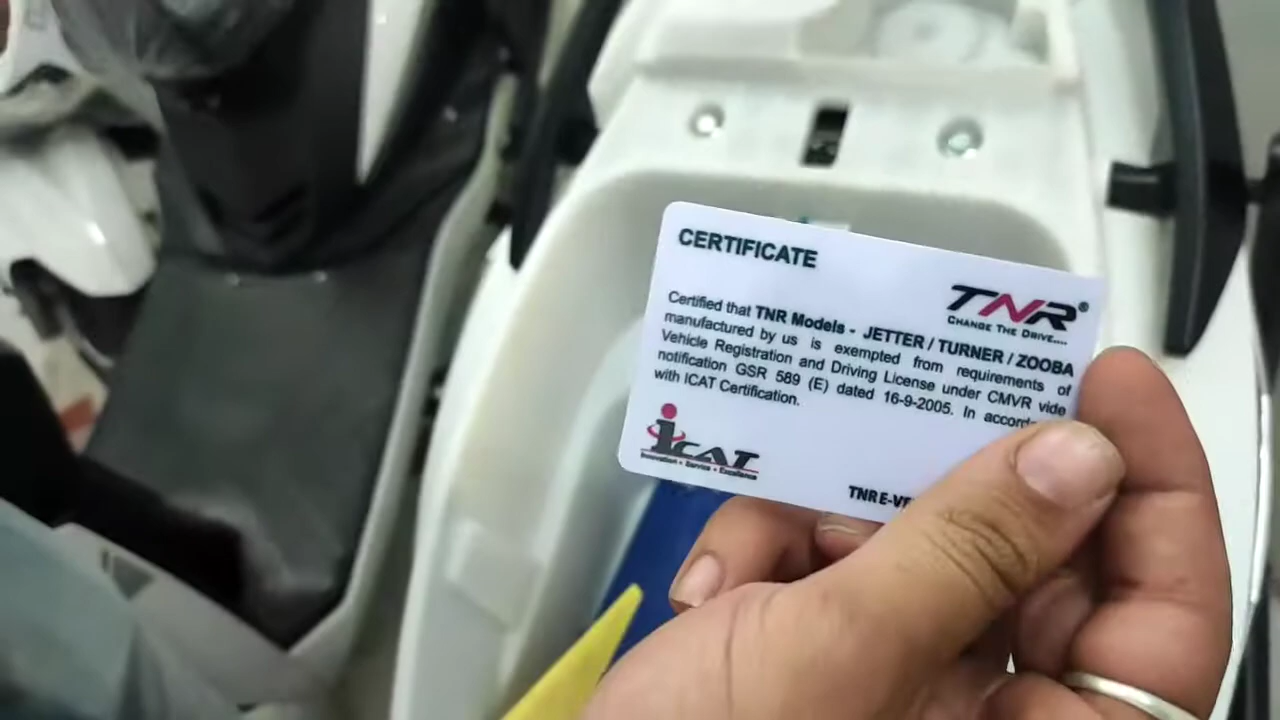 CERTIFICATE
TNR®
CHANGE THE DRIVE....
Certified that TNR Models - JETTER / TURNER / ZOOBA
manufactured by us is exempted from requirements of
Vehicle Registration and Driving License under CMVR vide
notification GSR 589 (E) dated 16-9-2005. In
with ICAT Certification.
icat
Innovation • Service • Excellence
TNR